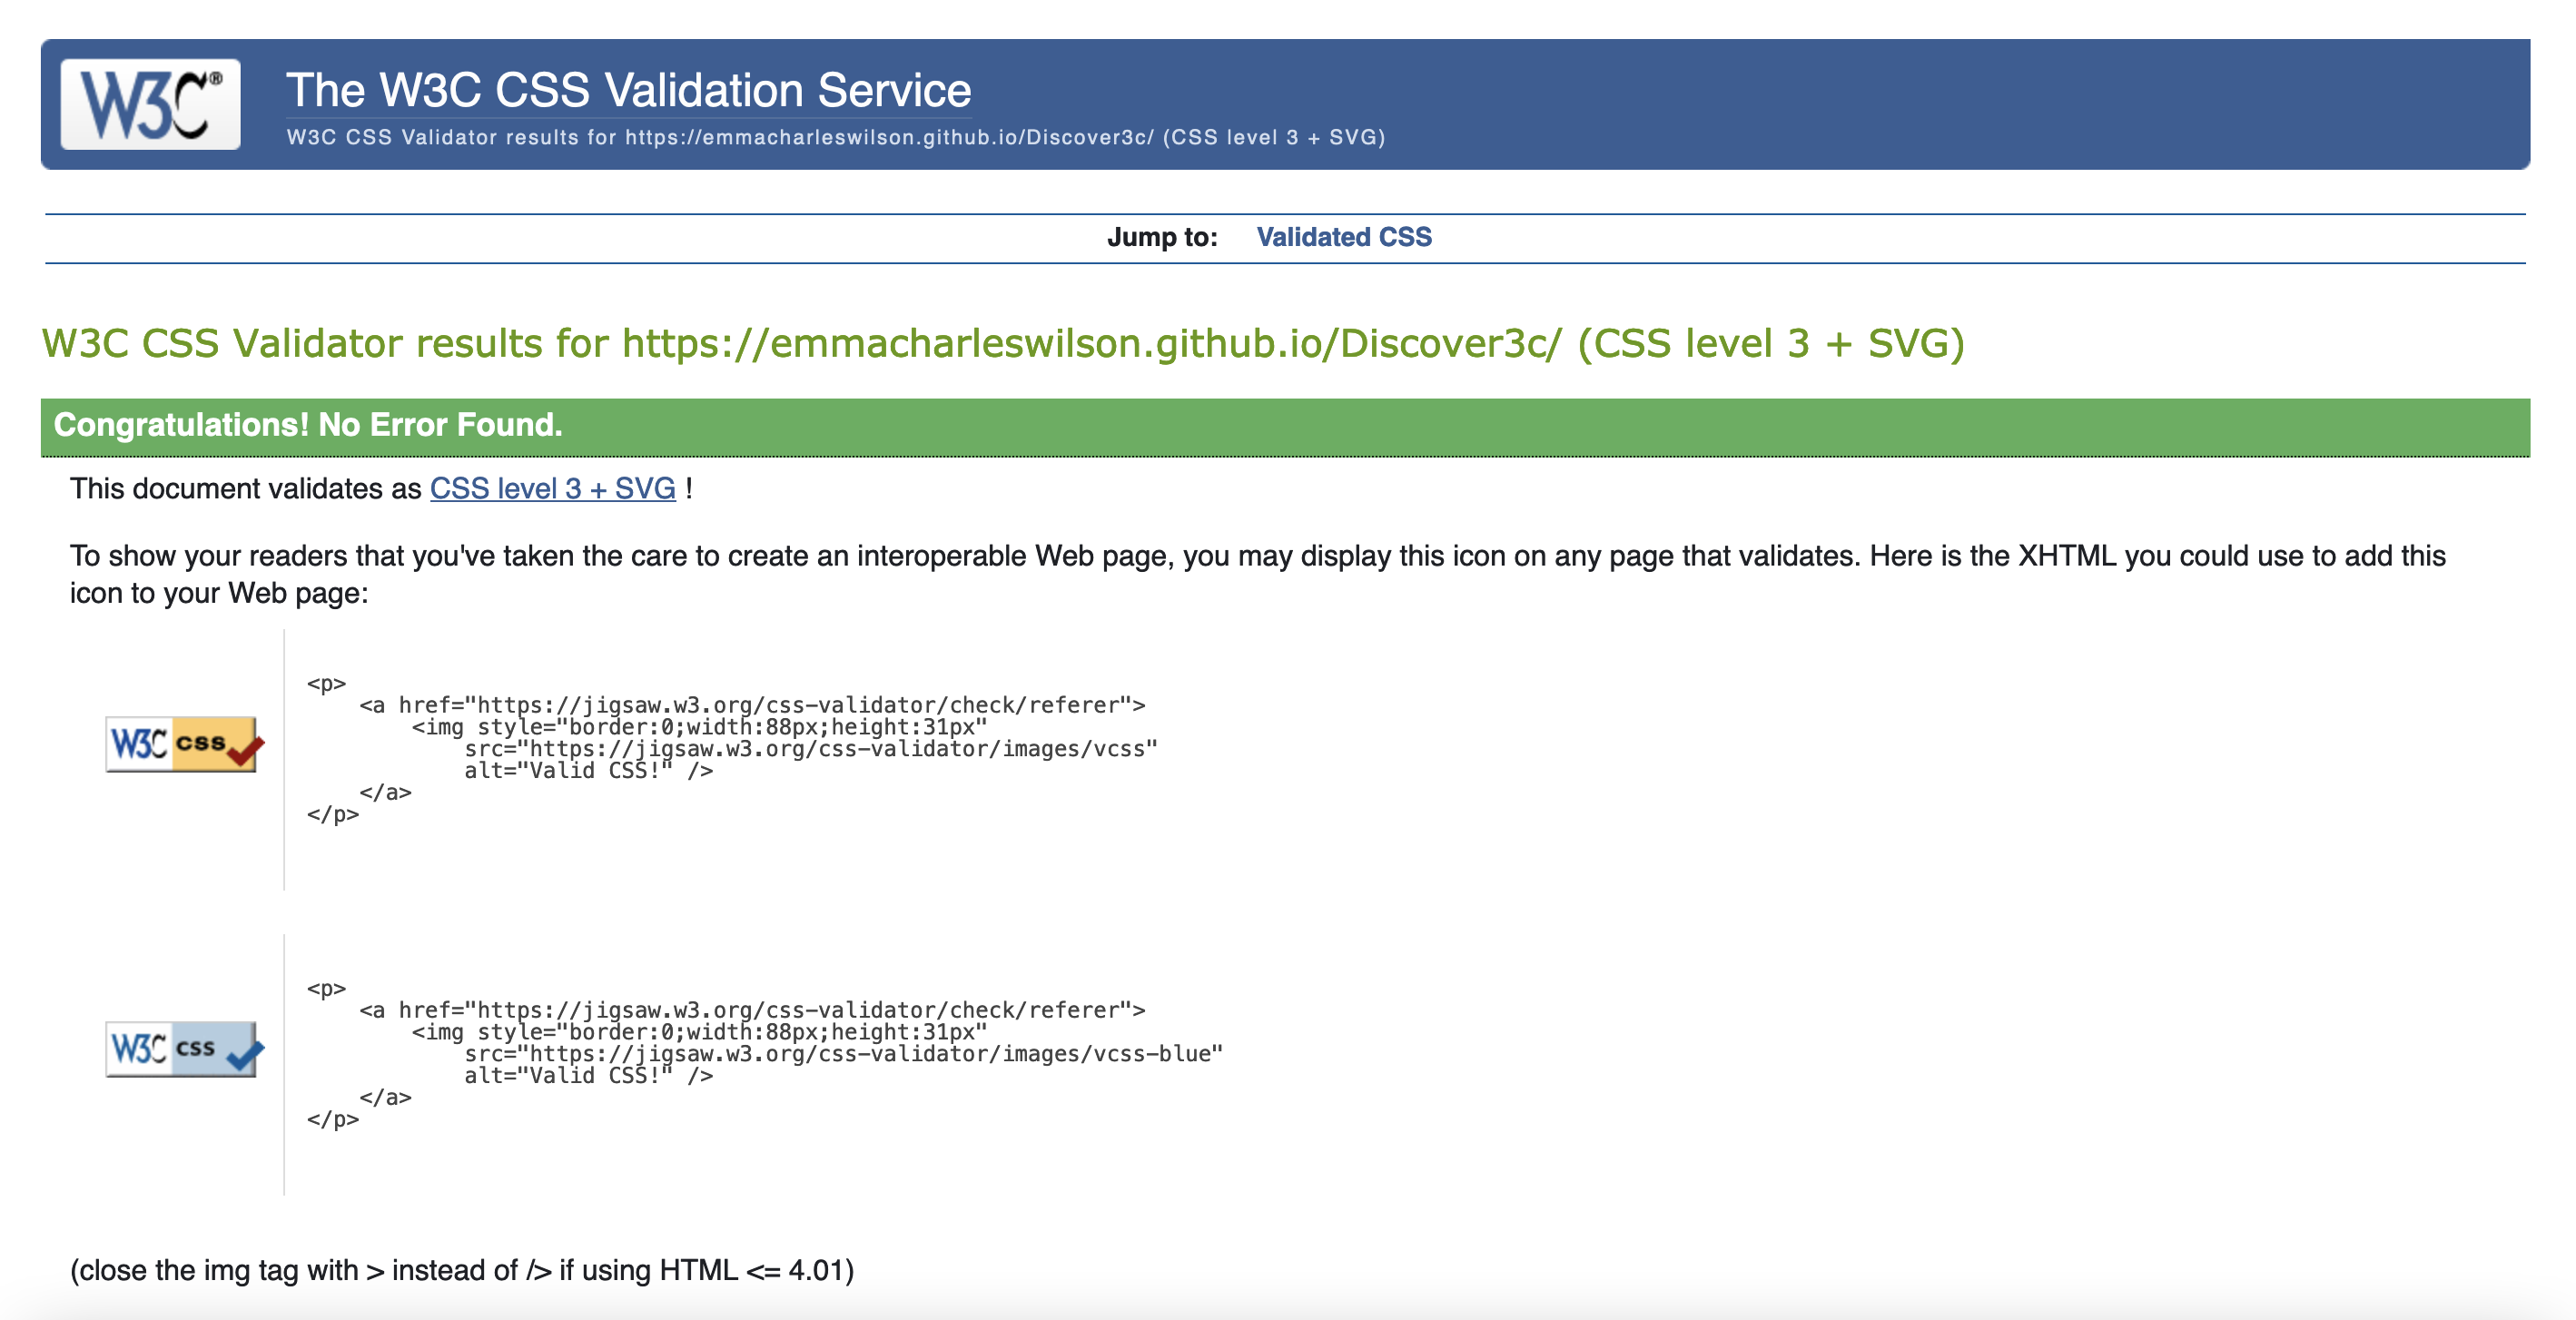 W3C®
The W3C CSS Validation Service
W3C CSS Validator results for https://emmacharleswilson.github.io/Discover3c/ (CSS level 3 + SVG)
Jump to: Validated CSS
W3C CSS Validator results for https://emmacharleswilson.github.io/Discover3c/ (CSS level 3 + SVG)
Congratulations! No Error Found.
This document validates as CSS level 3 + SVG !
To show your readers that you've taken the care to create an interoperable Web page, you may display this icon on any page that validates. Here is the XHTML you could use to add this
icon to your Web page:
W3C css
<p>
    <a href="https://jigsaw.w3.org/css-validator/check/referer">
        <img style="border:0;width:88px;height:31px"
            src="https://jigsaw.w3.org/css-validator/images/vcss"
            alt="Valid CSS!" />
    </a>
</p>
W3C css
<p>
    <a href="https://jigsaw.w3.org/css-validator/check/referer">
        <img style="border:0;width:88px;height:31px"
            src="https://jigsaw.w3.org/css-validator/images/vcss-blue"
            alt="Valid CSS!" />
    </a>
</p>
(close the img tag with > instead of /> if using HTML <= 4.01)